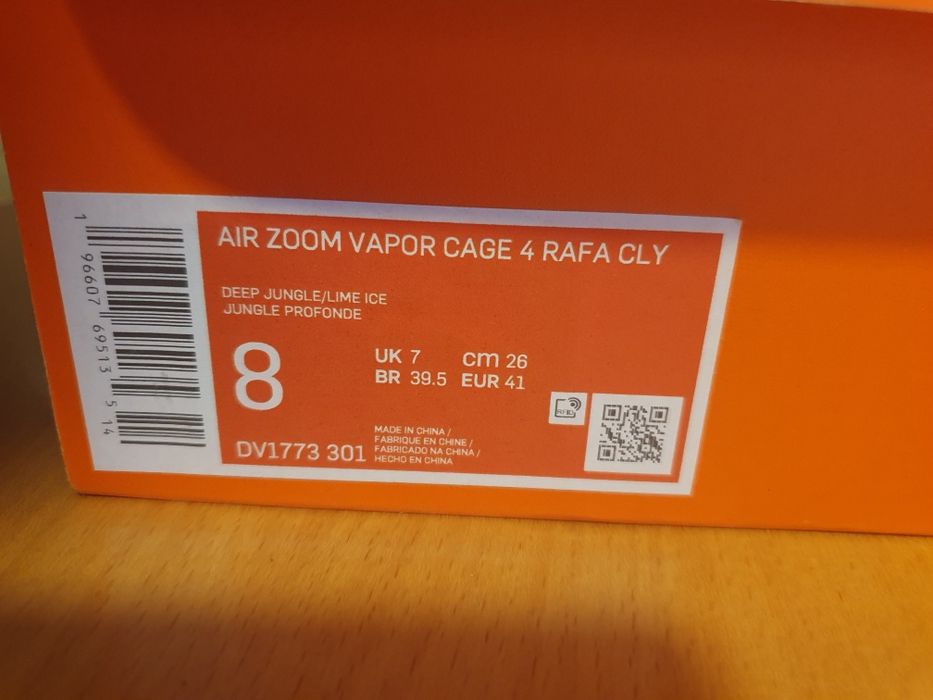 AIR ZOOM VAPOR CAGE 4 RAFA CLY
DEEP JUNGLE/LIME ICE
JUNGLE PROFONDE
8
UK 7 cm 26
BR 39.5 EUR 41
DV1773 301
MADE IN CHINA /
FABRIQUE EN CHINE /
FABRICADO NA CHINA /
HECHO EN CHINA
RFID
1 96607 69513 5 14